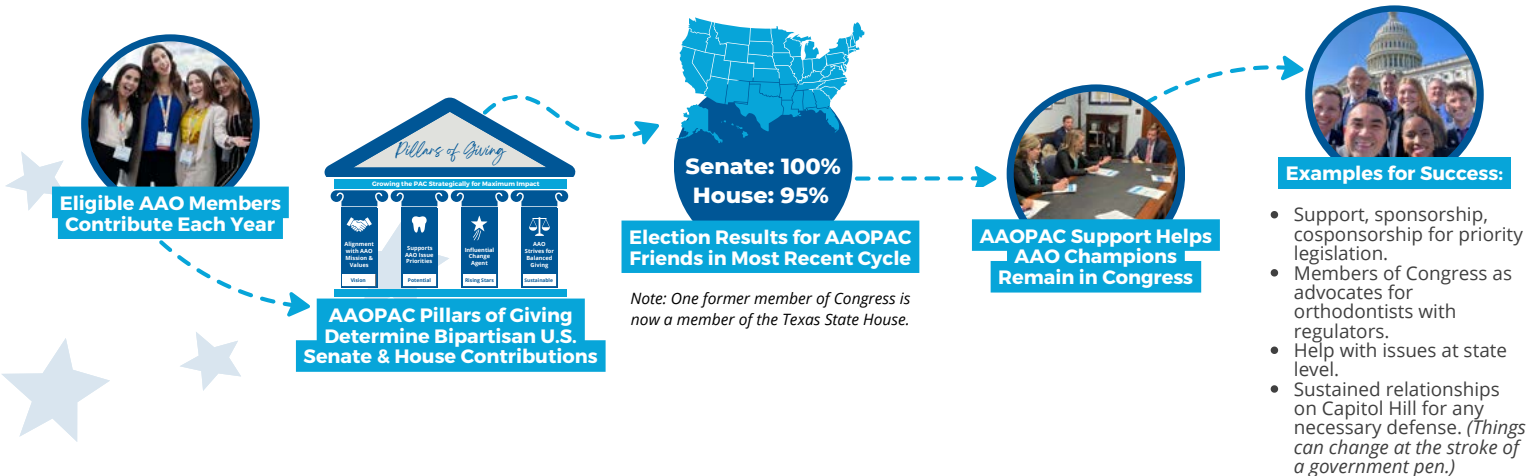 Eligible AAO Members
Contribute Each Year
Pillars of Giving
Growing the PAC Strategically for Maximum Impact
Alignment
with AAO
Mission &
Values
Vision
Supports
AAO Issue
Priorities
Potential
Influential
Change
Agent
Rising Stars
AAO
Strives for
Balanced
Giving
Sustainable
AAOPAC Pillars of Giving
Determine Bipartisan U.S.
Senate & House Contributions
Senate: 100%
House: 95%
Election Results for AAOPAC
Friends in Most Recent Cycle
Note: One former member of Congress is
now a member of the Texas State House.
AAOPAC Support Helps
AAO Champions
Remain in Congress
Examples for Success:
• Support, sponsorship,
cosponsorship for priority
legislation.
• Members of Congress as
advocates for
orthodontists with
regulators.
• Help with issues at state
level.
• Sustained relationships
on Capitol Hill for any
necessary defense. (Things
can change at the stroke of
a government pen.)